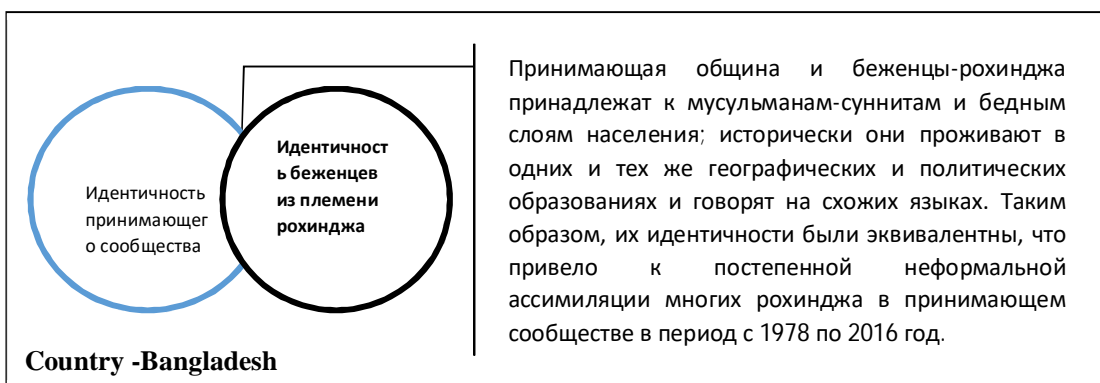 Идентичность
принимающег
о сообщества
Идентичност
ь беженцев
из племени
рохинджа
Country -Bangladesh
Принимающая община и беженцы-рохинджа
принадлежат к мусульманам-суннитам и бедным
слоям населения; исторически они проживают в
одних и тех же географических и политических
образованиях и говорят на схожих языках. Таким
образом, их идентичности были эквивалентны, что
привело к постепенной неформальной
ассимиляции многих рохинджа в принимающем
сообществе в период с 1978 по 2016 год.